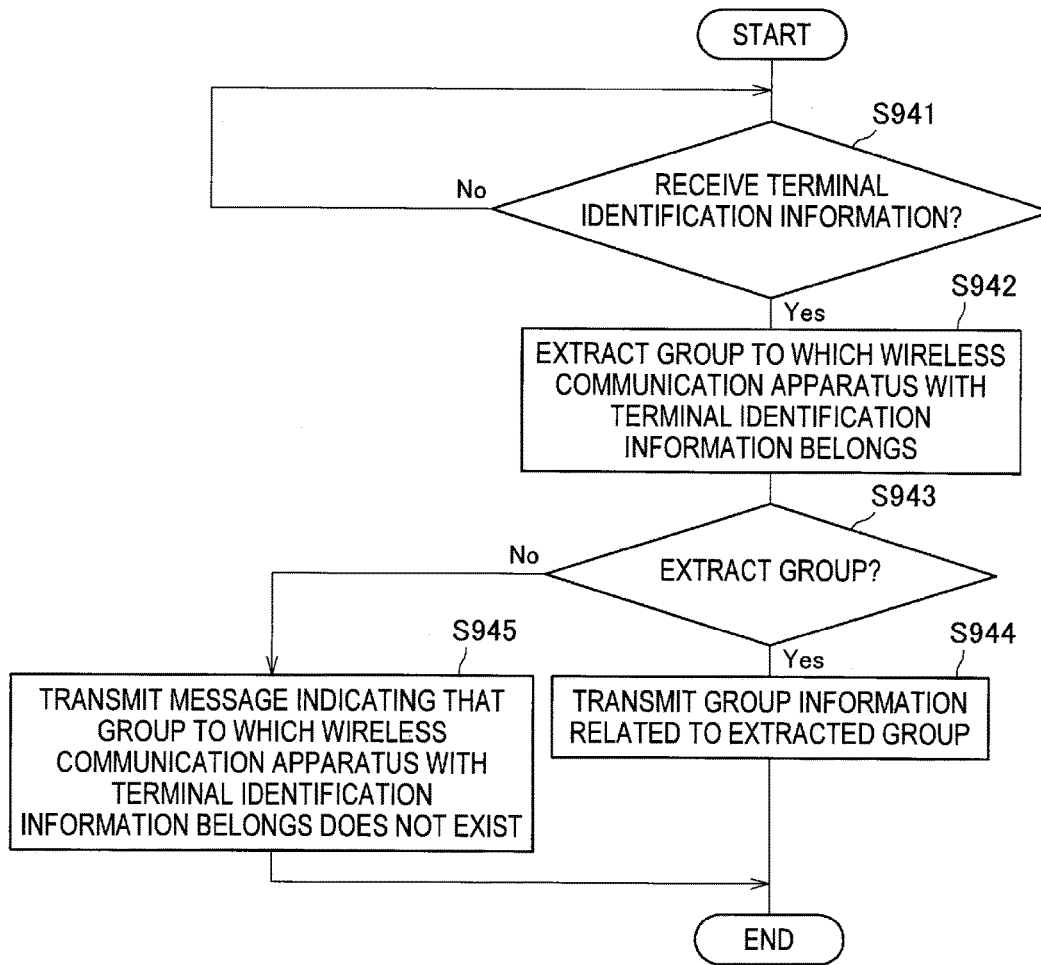 START
S941
RECEIVE TERMINAL
IDENTIFICATION INFORMATION?
No
Yes
S942
EXTRACT GROUP TO WHICH WIRELESS
COMMUNICATION APPARATUS WITH
TERMINAL IDENTIFICATION
INFORMATION BELONGS
S943
EXTRACT GROUP?
No
Yes
S945
TRANSMIT MESSAGE INDICATING THAT
GROUP TO WHICH WIRELESS
COMMUNICATION APPARATUS WITH
TERMINAL IDENTIFICATION
INFORMATION BELONGS DOES NOT EXIST
S944
TRANSMIT GROUP INFORMATION
RELATED TO EXTRACTED GROUP
END